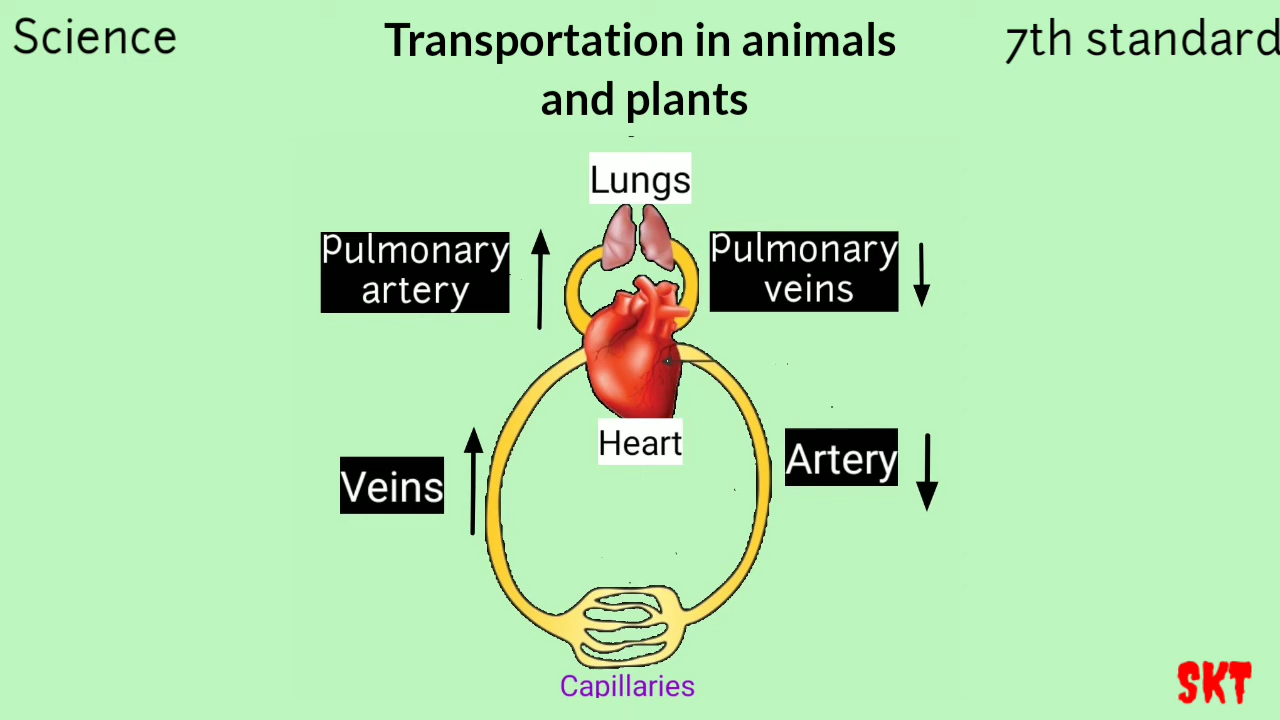 Science
Transportation in animals
and plants
7th standard
Lungs
Pulmonary
artery
Pulmonary
veins
Heart
Veins
Artery
Capillaries
SKT